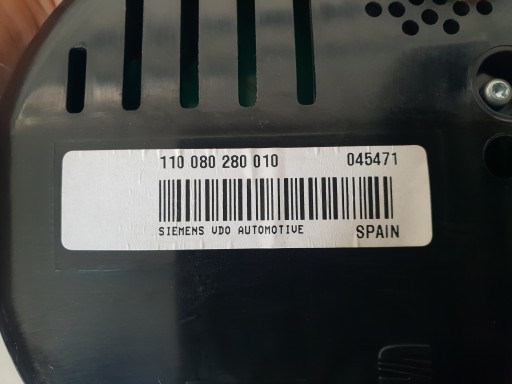 110 080 280 010 045471
SIEMENS VDO AUTOMOTIVE SPAIN